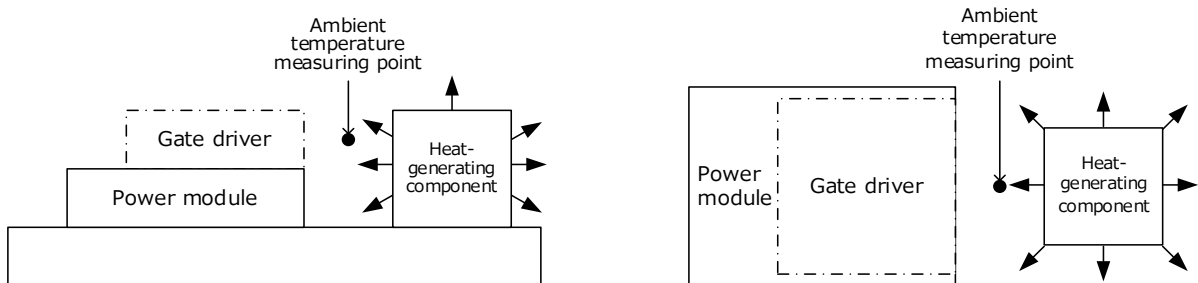 Ambient
temperature
measuring point
Gate driver
Power module
Heat-
generating
component
Ambient
temperature
measuring point
Power
module
Gate driver
Heat-
generating
component